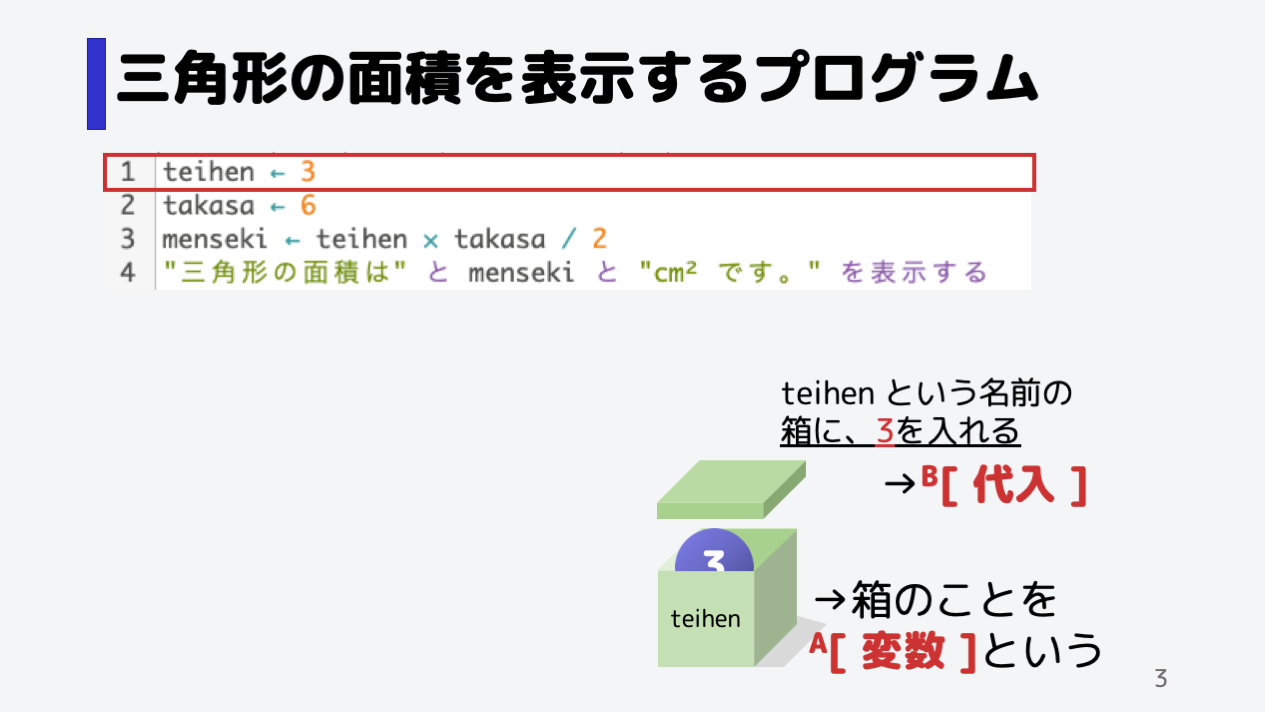 三角形の面積を表示するプログラム
1 teihen ← 3
2 takasa ← 6
3 menseki ← teihen × takasa / 2
4 "三角形の面積は" と menseki と "cm² です。" を表示する
teihen という名前の
箱に、3を入れる
→B[ 代入 ]
3
teihen
→箱のことを
A[ 変数 ]という
3